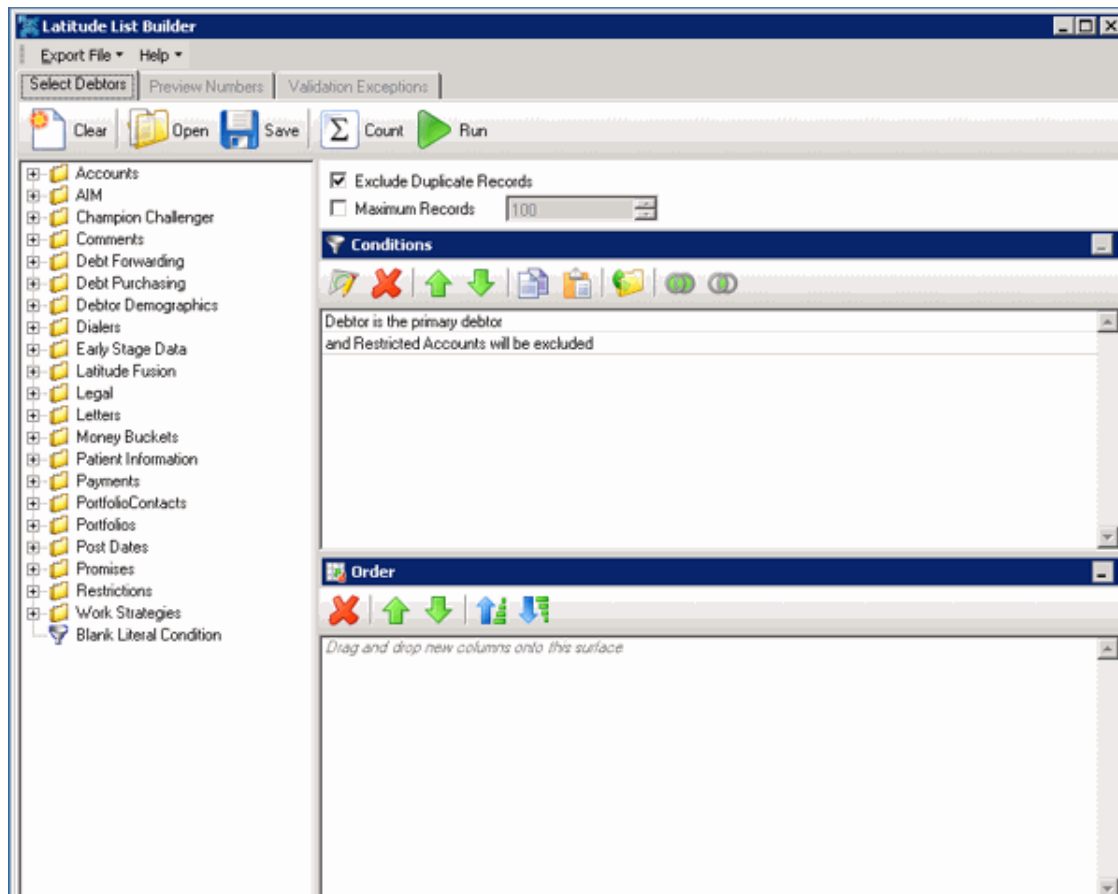 Latitude List Builder
Export File Help
Select Debtors Preview Numbers Validation Exceptions
Clear Open Save Σ Count Run
Accounts
AIM
Champion Challenger
Comments
Debt Forwarding
Debt Purchasing
Debtor Demographics
Dialers
Early Stage Data
Latitude Fusion
Legal
Letters
Money Buckets
Patient Information
Payments
PortfolioContacts
Portfolios
Post Dates
Promises
Restrictions
Work Strategies
Blank Literal Condition
Exclude Duplicate Records
Maximum Records 100
Conditions
Debtor is the primary debtor
and Restricted Accounts will be excluded
Order
Drag and drop new columns onto this surface